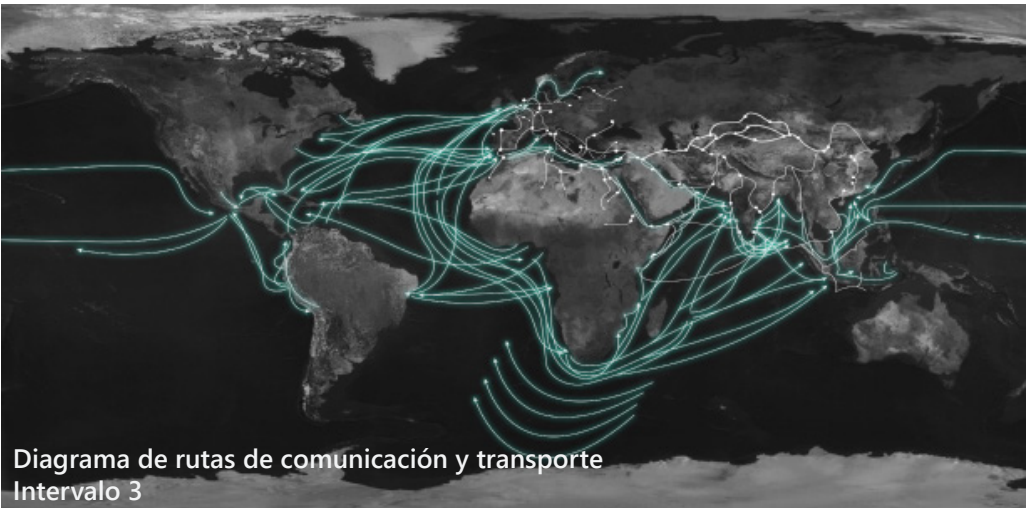 Diagrama de rutas de comunicación y transporte
Intervalo 3